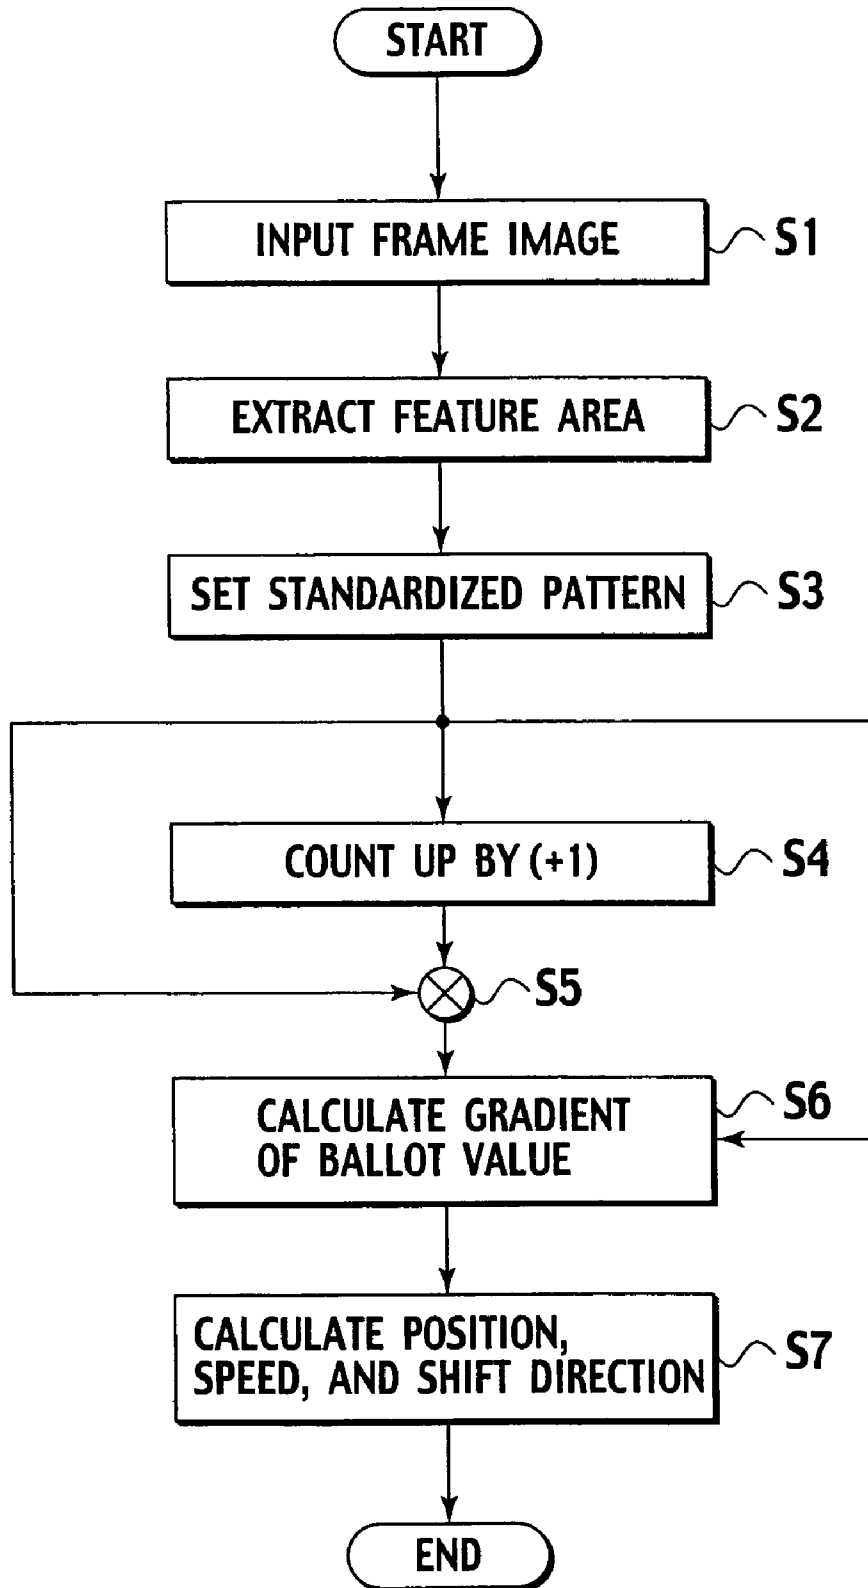 START
INPUT FRAME IMAGE
S1
EXTRACT FEATURE AREA
S2
SET STANDARDIZED PATTERN
S3
COUNT UP BY (+1)
S4
S5
CALCULATE GRADIENT
OF BALLOT VALUE
S6
CALCULATE POSITION,
SPEED, AND SHIFT DIRECTION
S7
END